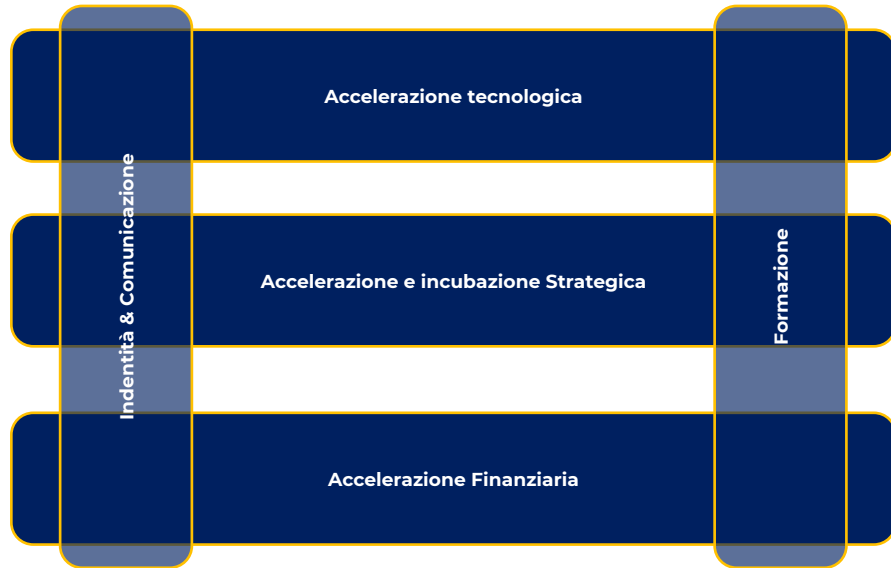 Accelerazione tecnologica
Indentità & Comunicazione
Accelerazione e incubazione Strategica
Formazione
Accelerazione Finanziaria